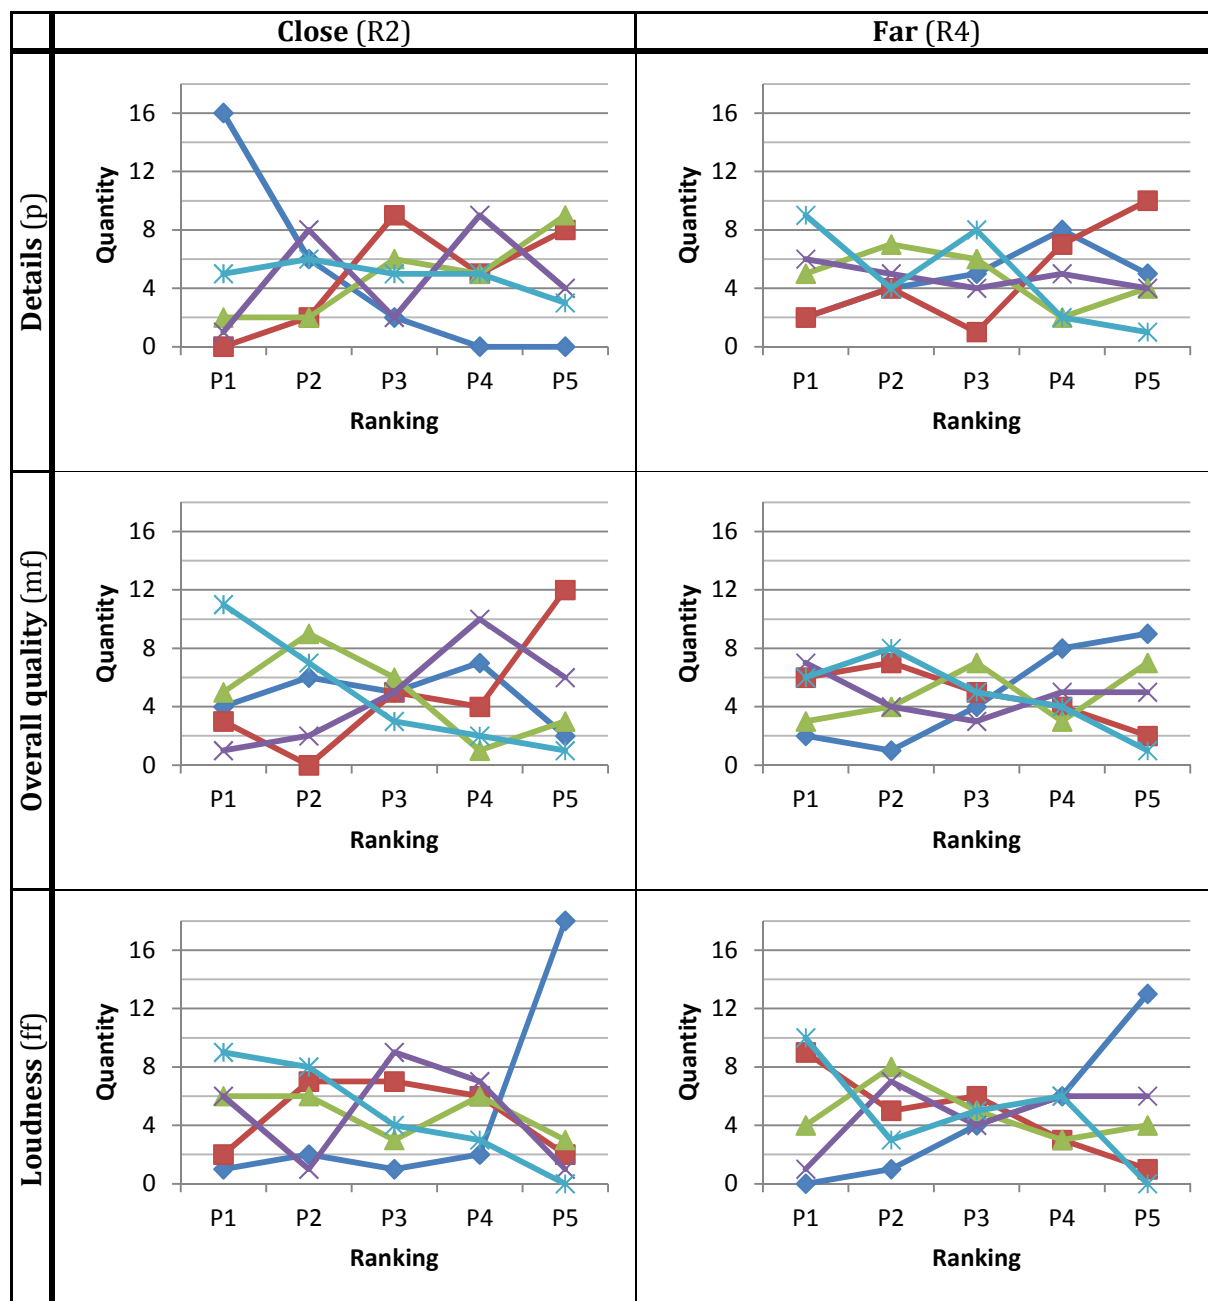 Close (R2)
Far (R4)
Details (p)
Quantity
16
12
8
4
0
P1 P2 P3 P4 P5
Ranking
Quantity
16
12
8
4
0
P1 P2 P3 P4 P5
Ranking
Overall quality (mf)
Quantity
16
12
8
4
0
P1 P2 P3 P4 P5
Ranking
Quantity
16
12
8
4
0
P1 P2 P3 P4 P5
Ranking
Loudness (ff)
Quantity
16
12
8
4
0
P1 P2 P3 P4 P5
Ranking
Quantity
16
12
8
4
0
P1 P2 P3 P4 P5
Ranking